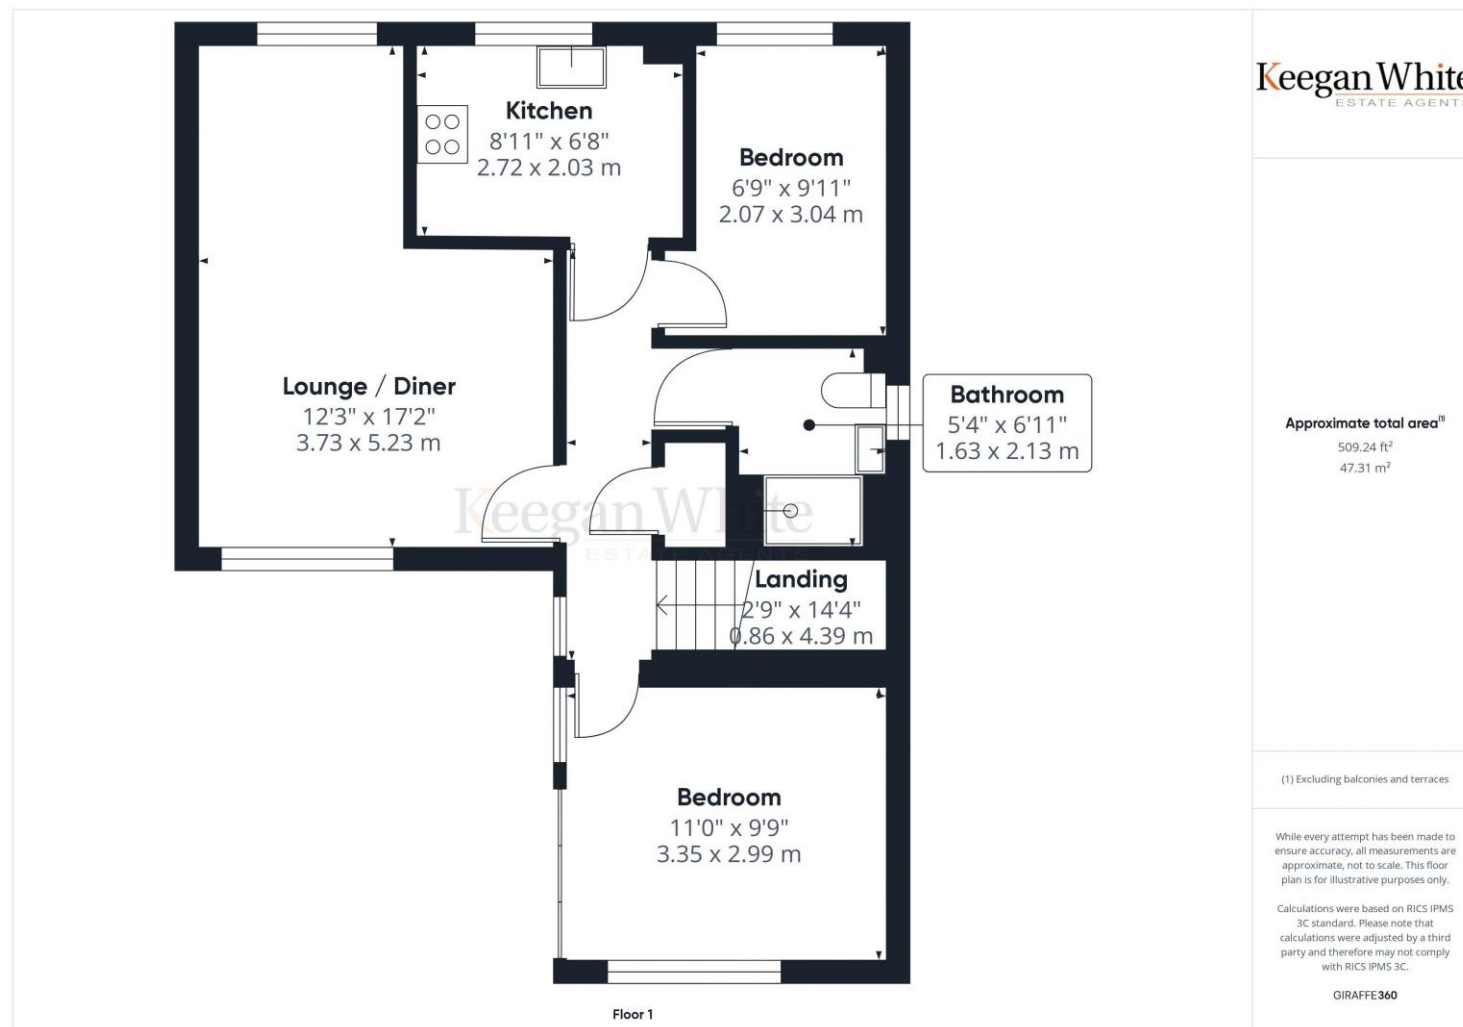 Kitchen
8'11" x 6'8"
2.72 x 2.03 m
Bedroom
6'9" x 9'11"
2.07 x 3.04 m
Lounge / Diner
12'3" x 17'2"
3.73 x 5.23 m
Bathroom
5'4" x 6'11"
1.63 x 2.13 m
Keegan White
ESTATE AGENTS
Landing
2'9" x 14'4"
0.86 x 4.39 m
Bedroom
11'0" x 9'9"
3.35 x 2.99 m
Floor 1
Keegan White
ESTATE AGENTS
Approximate total area(1)
509.24 ft²
47.31 m²
(1) Excluding balconies and terraces
While every attempt has been made to
ensure accuracy, all measurements are
approximate, not to scale. This floor
plan is for illustrative purposes only.
Calculations were based on RICS IPMS
3C standard. Please note that
calculations were adjusted by a third
party and therefore may not comply
with RICS IPMS 3C.
GIRAFFE360